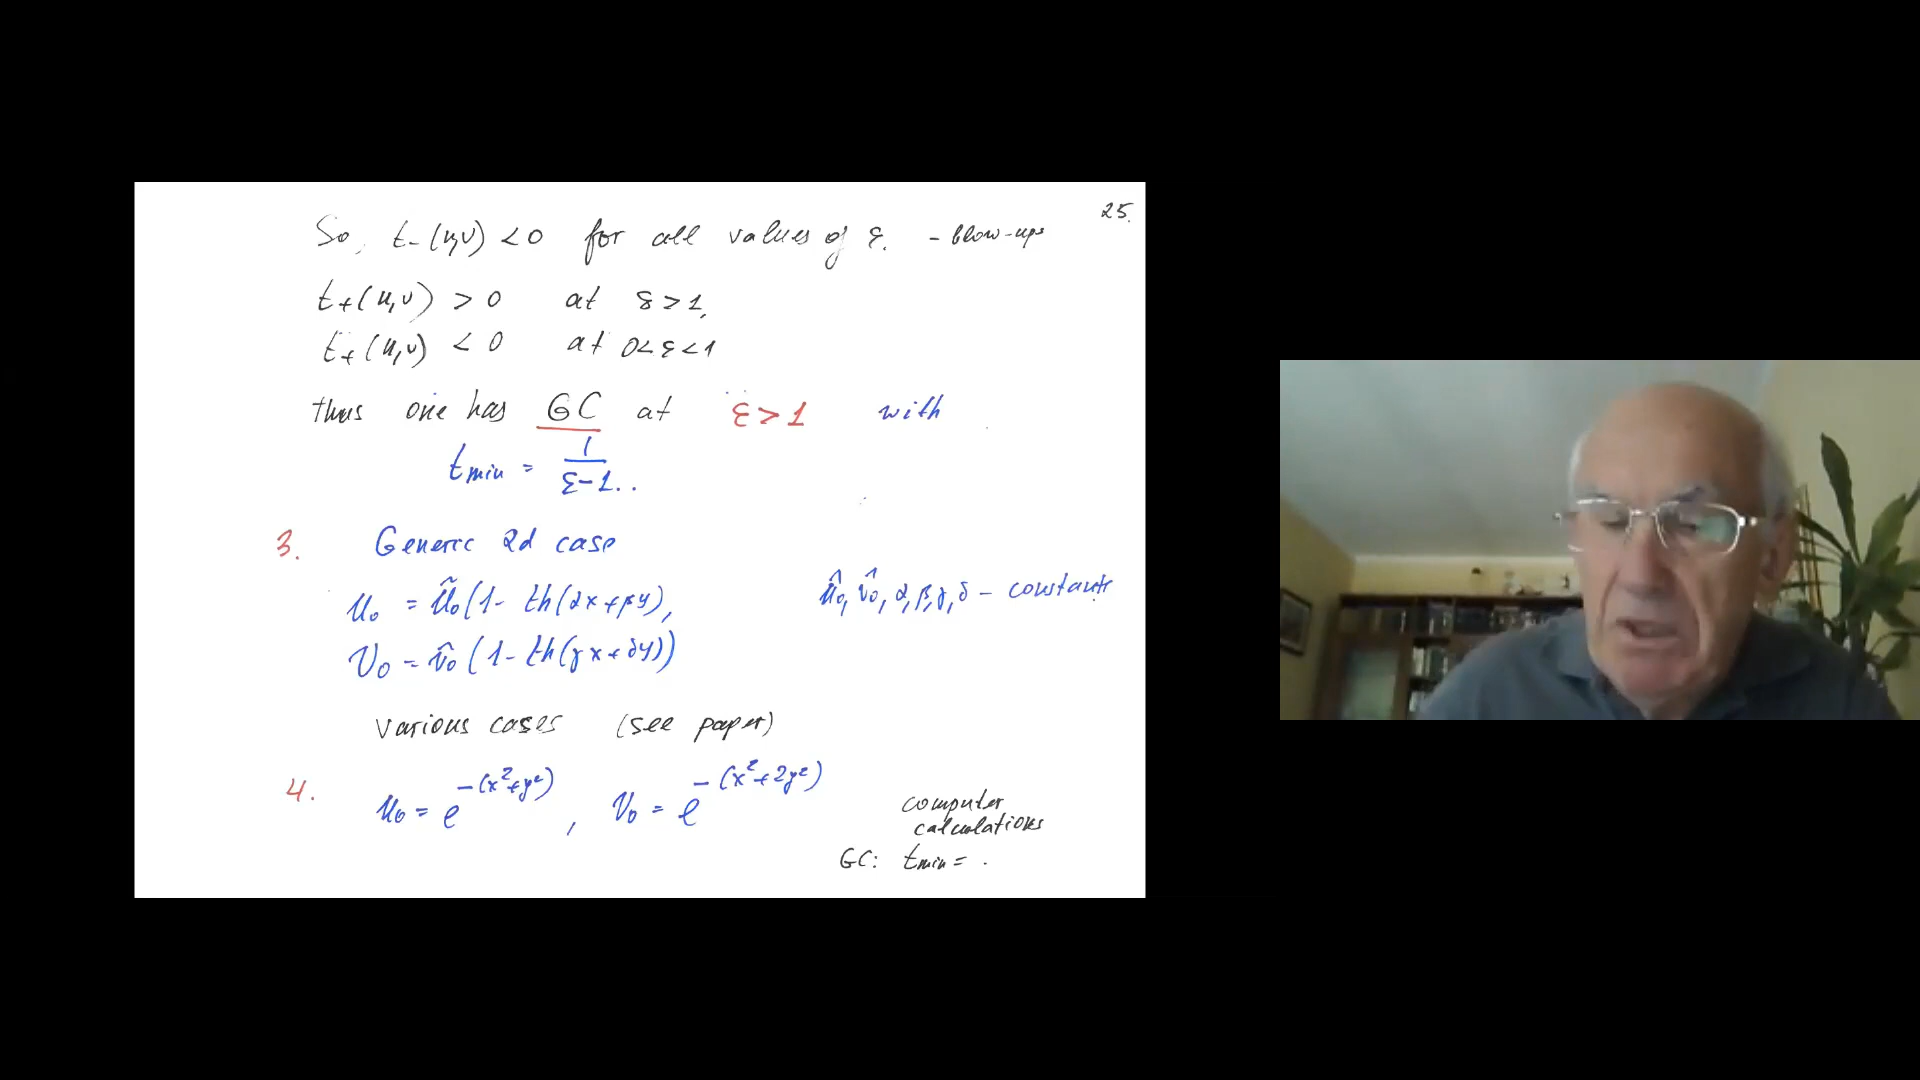 25.
So, t-(u,v) < 0 for all values of ε. - blow-ups
t+(u,v) > 0 at ε > 1,
t+(u,v) < 0 at 0 < ε < 1
thus one has GC at ε > 1 with
tmin = 1/(ε-1) ..
3. Generic 2d case
u₀ = ũ₀(1 - th(αx+βy), û₀, v̂₀, α, β, γ, δ - constants
v₀ = v̂₀(1 - th(γx+δy))
various cases (see paper)
4. u₀ = e^{-(x²+y²)}, v₀ = e^{-(x²+2y²)}
computer
calculations
GC: tmin = .